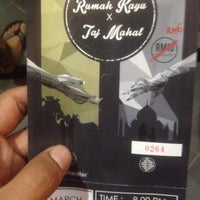 Rumah Kayu
X
Taj Mahal
RM10
0264
MARCH
TIME : 8.00 PM